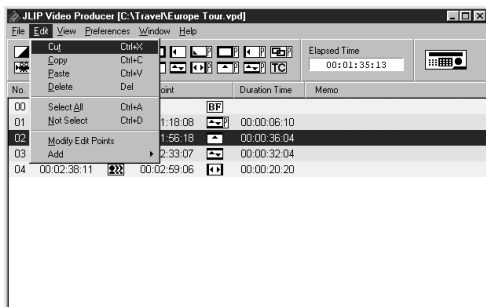 JLIP Video Producer [C:\Travel\Europe Tour.vpd]
File Edit View Preferences Window Help
Cut Ctrl+X
Copy Ctrl+C
Paste Ctrl+V
Delete Del
Select All Ctrl+A
Not Select Ctrl+D
Modify Edit Points
Add
P P P P
P P P TC
Elapsed Time
00:01:35:13
No. oint Duration Time Memo
00 BF
01 1:18:08 P 00:00:06:10
02 1:56:18 00:00:36:04
03 2:33:07 00:00:32:04
04 00:02:38:11 00:02:59:06 00:00:20:20